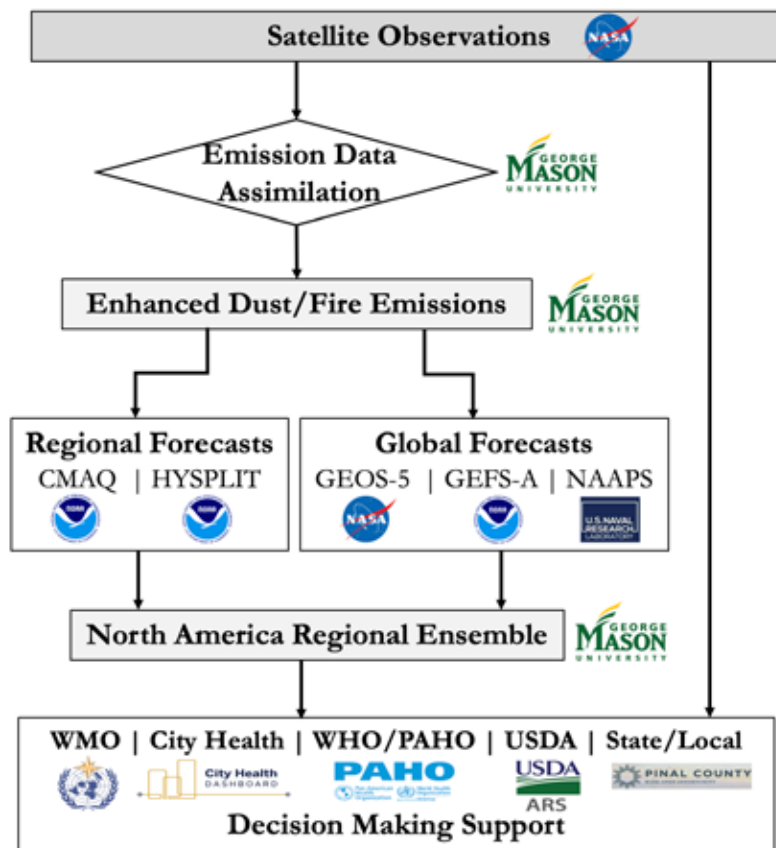 Satellite Observations
NASA
Emission Data
Assimilation
GEORGE
MASON
UNIVERSITY
Enhanced Dust/Fire Emissions
GEORGE
MASON
UNIVERSITY
Regional Forecasts
CMAQ | HYSPLIT
Global Forecasts
GEOS-5 | GEFS-A | NAAPS
NASA
U.S. NAVAL
RESEARCH
LABORATORY
North America Regional Ensemble
GEORGE
MASON
UNIVERSITY
WMO | City Health | WHO/PAHO | USDA | State/Local
City Health
DASHBOARD
PAHO
USDA
ARS
PINAL COUNTY
Decision Making Support